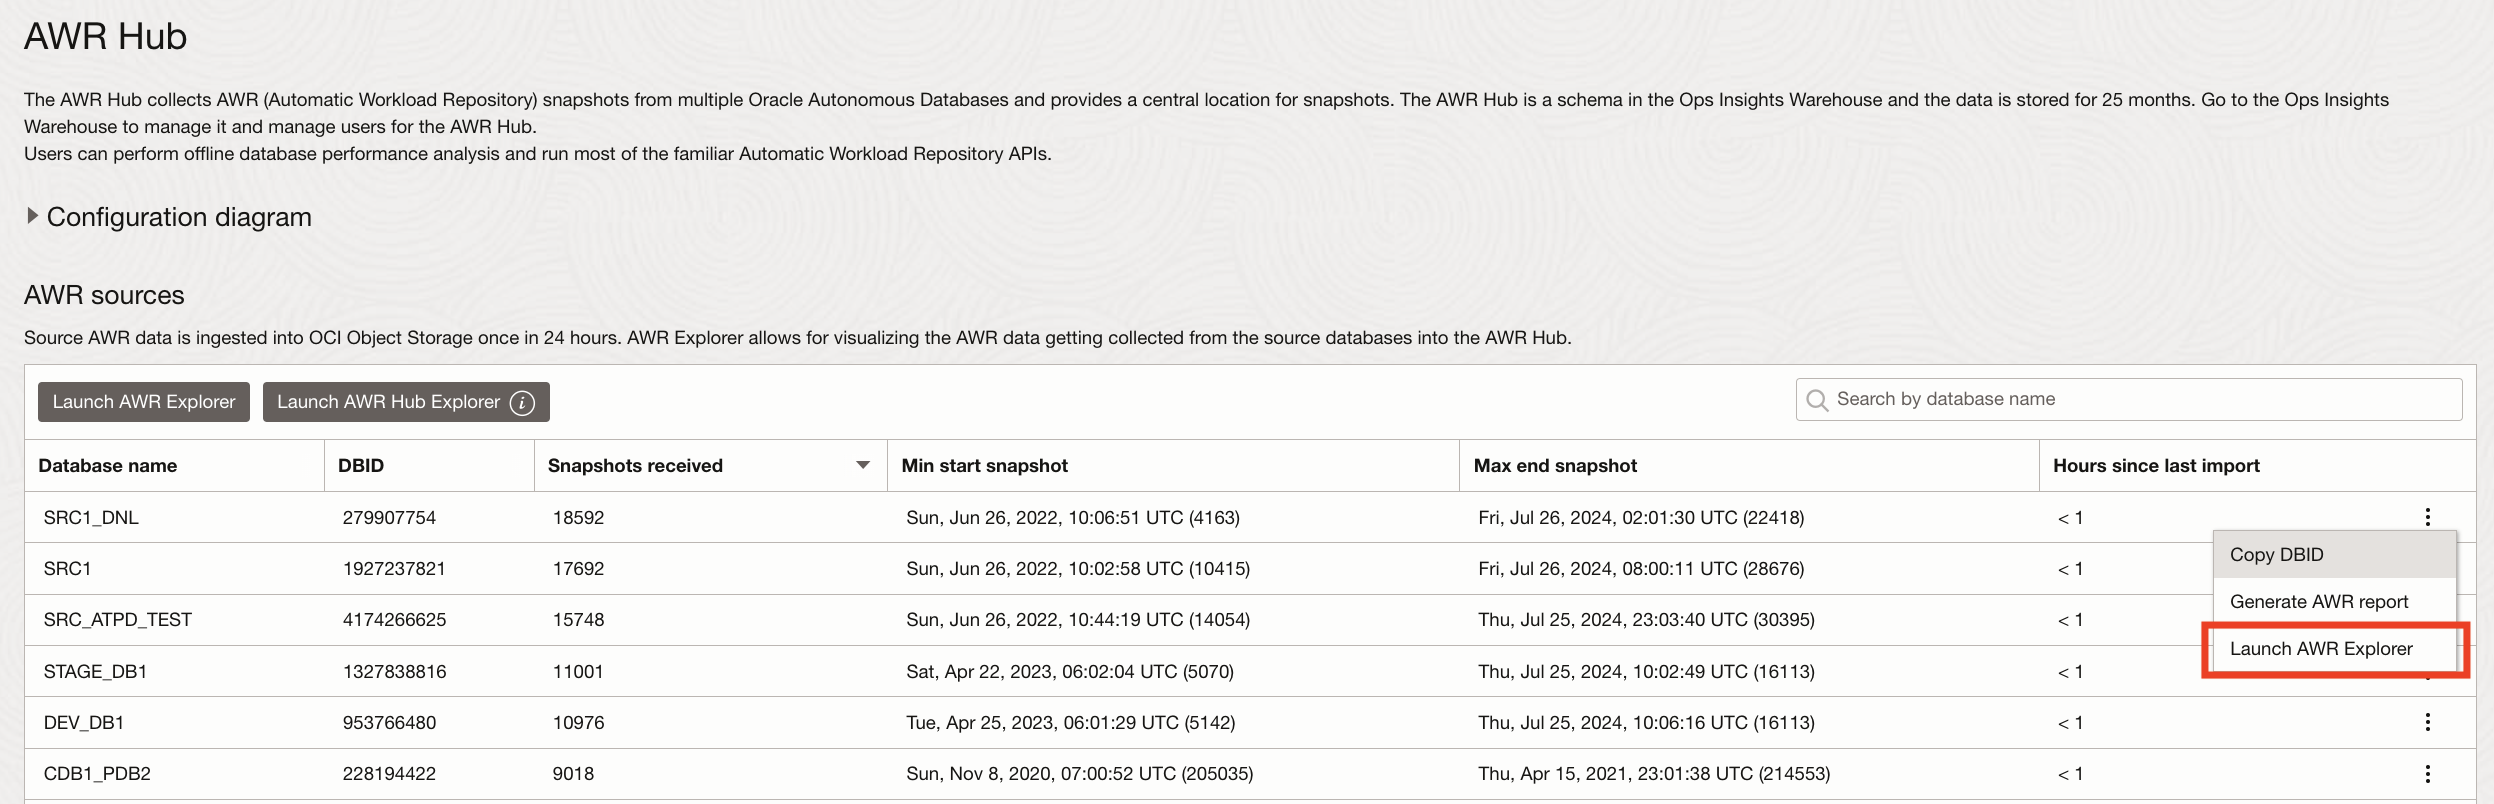 AWR Hub
The AWR Hub collects AWR (Automatic Workload Repository) snapshots from multiple Oracle Autonomous Databases and provides a central location for snapshots. The AWR Hub is a schema in the Ops Insights Warehouse and the data is stored for 25 months. Go to the Ops Insights
Warehouse to manage it and manage users for the AWR Hub.
Users can perform offline database performance analysis and run most of the familiar Automatic Workload Repository APIs.
Configuration diagram
AWR sources
Source AWR data is ingested into OCI Object Storage once in 24 hours. AWR Explorer allows for visualizing the AWR data getting collected from the source databases into the AWR Hub.
Launch AWR Explorer Launch AWR Hub Explorer i Search by database name
Database name DBID Snapshots received Min start snapshot Max end snapshot Hours since last import
SRC1_DNL 279907754 18592 Sun, Jun 26, 2022, 10:06:51 UTC (4163) Fri, Jul 26, 2024, 02:01:30 UTC (22418) < 1
Copy DBID
SRC1 1927237821 17692 Sun, Jun 26, 2022, 10:02:58 UTC (10415) Fri, Jul 26, 2024, 08:00:11 UTC (28676) < 1
Generate AWR report
SRC_ATPD_TEST 4174266625 15748 Sun, Jun 26, 2022, 10:44:19 UTC (14054) Thu, Jul 25, 2024, 23:03:40 UTC (30395) < 1
Launch AWR Explorer
STAGE_DB1 1327838816 11001 Sat, Apr 22, 2023, 06:02:04 UTC (5070) Thu, Jul 25, 2024, 10:02:49 UTC (16113) < 1
DEV_DB1 953766480 10976 Tue, Apr 25, 2023, 06:01:29 UTC (5142) Thu, Jul 25, 2024, 10:06:16 UTC (16113) < 1
CDB1_PDB2 228194422 9018 Sun, Nov 8, 2020, 07:00:52 UTC (205035) Thu, Apr 15, 2021, 23:01:38 UTC (214553) < 1